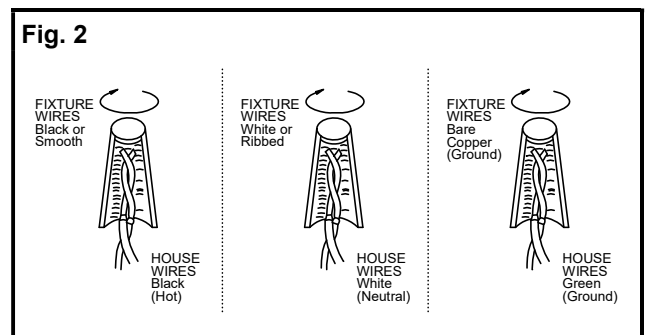 Fig. 2
FIXTURE
WIRES
Black or
Smooth
HOUSE
WIRES
Black
(Hot)
FIXTURE
WIRES
White or
Ribbed
HOUSE
WIRES
White
(Neutral)
FIXTURE
WIRES
Bare
Copper
(Ground)
HOUSE
WIRES
Green
(Ground)